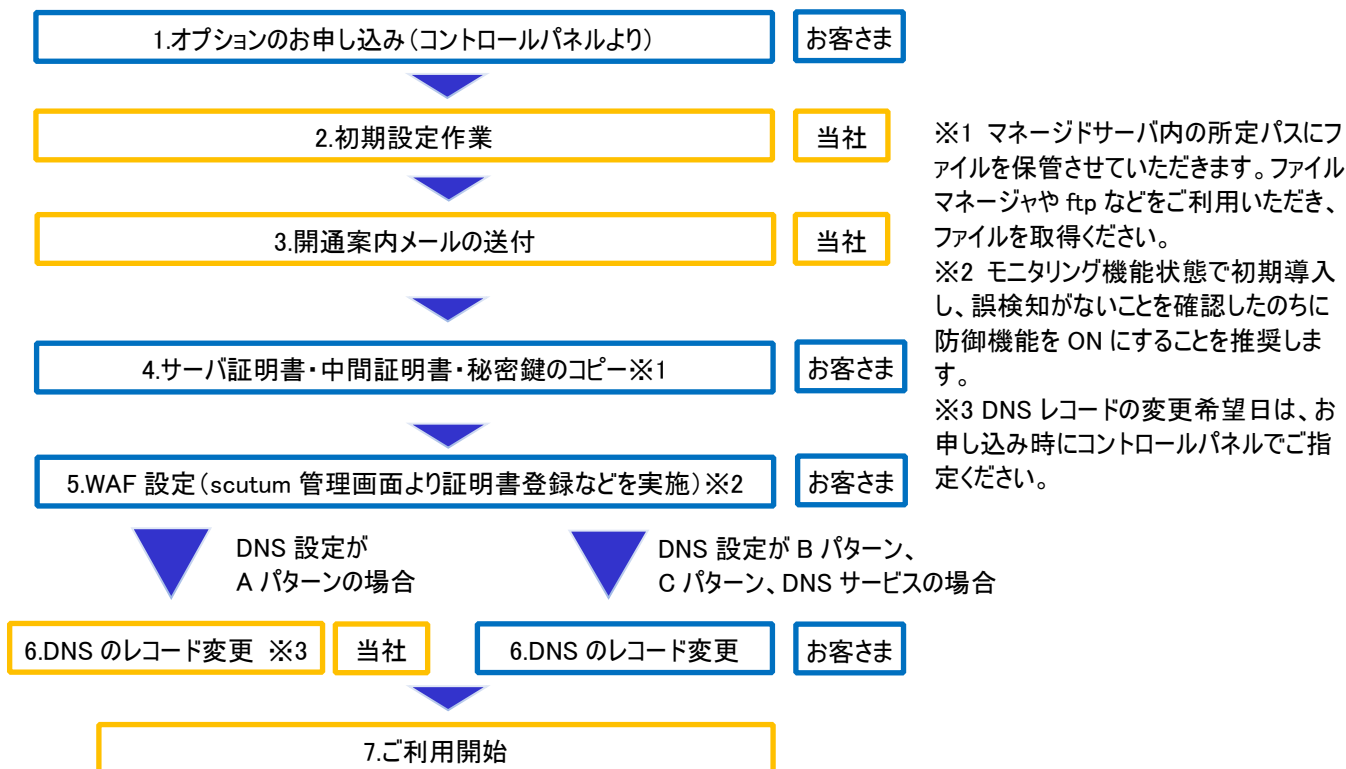 1.オプションのお申し込み（コントロールパネルより）
お客さま
2.初期設定作業
当社
3.開通案内メールの送付
当社
4.サーバ証明書・中間証明書・秘密鍵のコピー※1
お客さま
5.WAF 設定（scutum 管理画面より証明書登録などを実施）※2
お客さま
DNS 設定が
A パターンの場合
DNS 設定が B パターン、
C パターン、DNS サービスの場合
6.DNS のレコード変更 ※3
当社
6.DNS のレコード変更
お客さま
7.ご利用開始
※1 マネージドサーバ内の所定パスにフ
ァイルを保管させていただきます。ファイル
マネージャや ftp などをご利用いただき、
ファイルを取得ください。
※2 モニタリング機能状態で初期導入
し、誤検知がないことを確認したのちに
防御機能を ON にすることを推奨しま
す。
※3 DNS レコードの変更希望日は、お
申し込み時にコントロールパネルでご指
定ください。